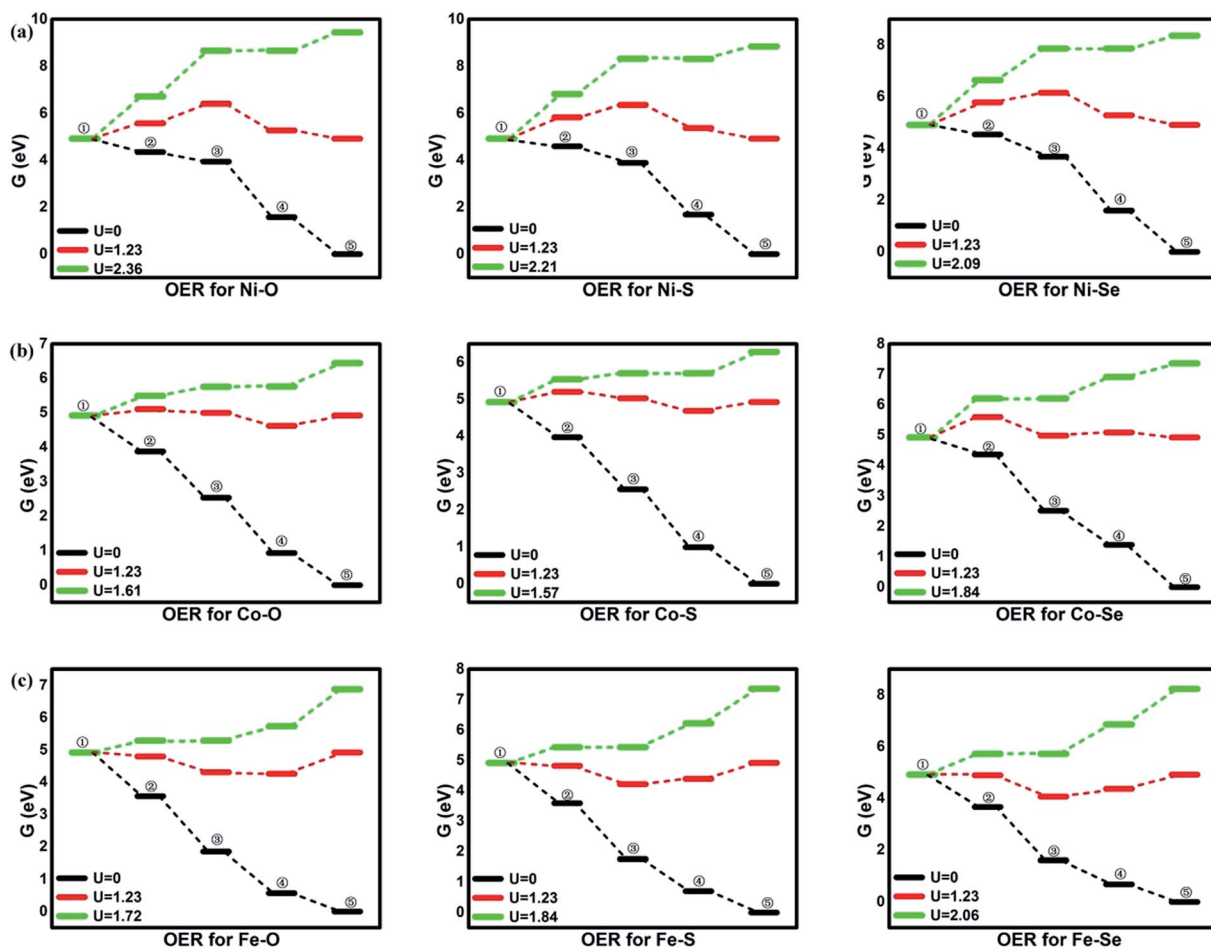 (a)
10
8
6
4
2
0
G (eV)
①
②
③
④
⑤
U=0
U=1.23
U=2.36
OER for Ni-O
10
8
6
4
2
0
G (eV)
①
②
③
④
⑤
U=0
U=1.23
U=2.21
OER for Ni-S
8
6
4
2
0
G (eV)
①
②
③
④
⑤
U=0
U=1.23
U=2.09
OER for Ni-Se
(b)
7
6
5
4
3
2
1
0
G (eV)
①
②
③
④
⑤
U=0
U=1.23
U=1.61
OER for Co-O
6
5
4
3
2
1
0
G (eV)
①
②
③
④
⑤
U=0
U=1.23
U=1.57
OER for Co-S
8
7
6
5
4
3
2
1
0
G (eV)
①
②
③
④
⑤
U=0
U=1.23
U=1.84
OER for Co-Se
(c)
7
6
5
4
3
2
1
0
G (eV)
①
②
③
④
⑤
U=0
U=1.23
U=1.72
OER for Fe-O
8
7
6
5
4
3
2
1
0
G (eV)
①
②
③
④
⑤
U=0
U=1.23
U=1.84
OER for Fe-S
8
6
4
2
0
G (eV)
①
②
③
④
⑤
U=0
U=1.23
U=2.06
OER for Fe-Se